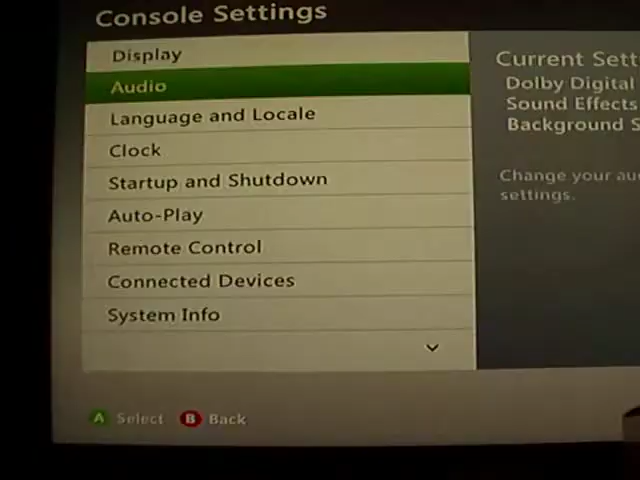 Console Settings
Display
Audio
Language and Locale
Clock
Startup and Shutdown
Auto-Play
Remote Control
Connected Devices
System Info
Current Sett
Dolby Digital
Sound Effects
Background S
Change your au
settings.
A Select B Back